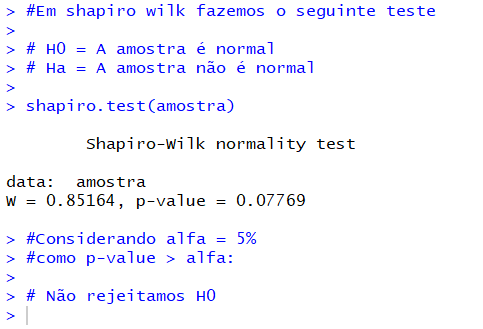 > #Em shapiro wilk fazemos o seguinte teste
>
> # H0 = A amostra é normal
> # Ha = A amostra não é normal
>
> shapiro.test(amostra)
Shapiro-Wilk normality test
data:  amostra
W = 0.85164, p-value = 0.07769
> #Considerando alfa = 5%
> #como p-value > alfa:
>
> # Não rejeitamos H0
>